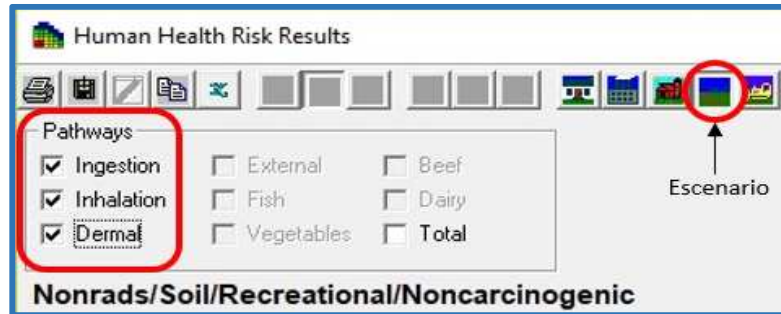 Human Health Risk Results
Pathways
Ingestion External Beef
Inhalation Fish Dairy
Dermal Vegetables Total
Escenario
Nonrads/Soil/Recreational/Noncarcinogenic